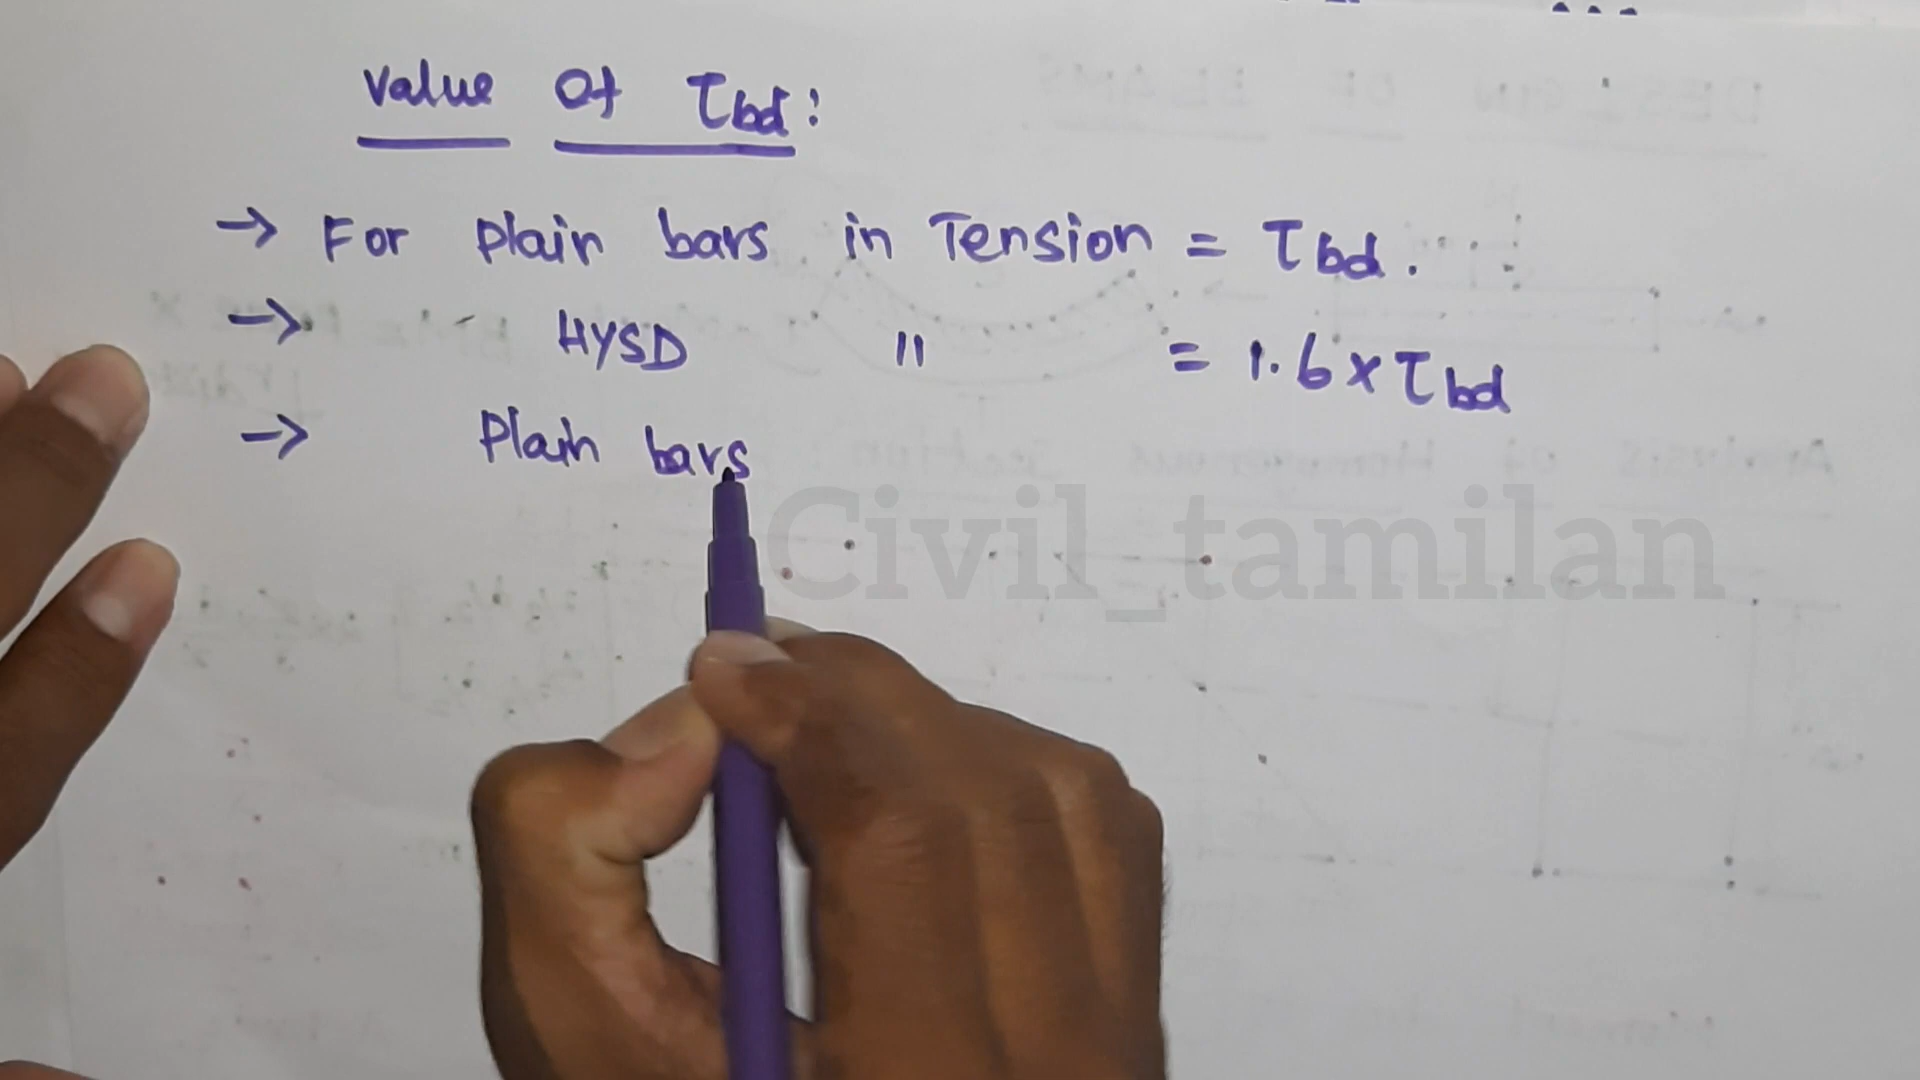 Value of τbd:
→ For plain bars in Tension = τbd.
→ HYSD " = 1.6 x τbd
→ Plain bars
Civil_tamilan